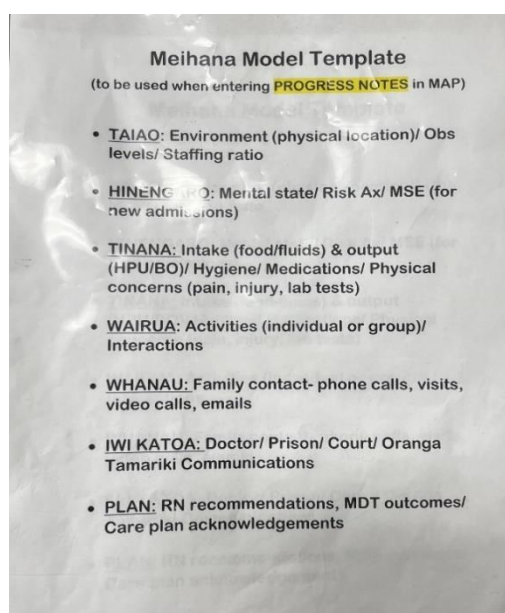 Meihana Model Template
(to be used when entering PROGRESS NOTES in MAP)
• TAIAO: Environment (physical location)/ Obs
levels/ Staffing ratio
• HINENG RO: Mental state/ Risk Ax/ MSE (for
new admissions)
• TINANA: Intake (food/fluids) & output
(HPU/BO)/ Hygiene/ Medications/ Physical
concerns (pain, injury, lab tests)
• WAIRUA: Activities (individual or group)/
Interactions
• WHANAU: Family contact- phone calls, visits,
video calls, emails
• IWI KATOA: Doctor/ Prison/ Court/ Oranga
Tamariki Communications
• PLAN: RN recommendations, MDT outcomes/
Care plan acknowledgements